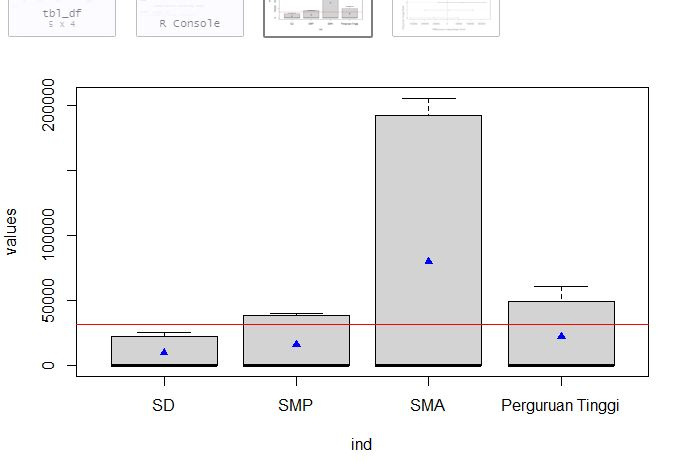 tbl_df
5 x 4
R Console
values
200000
100000
50000
0
SD SMP SMA Perguruan Tinggi
ind